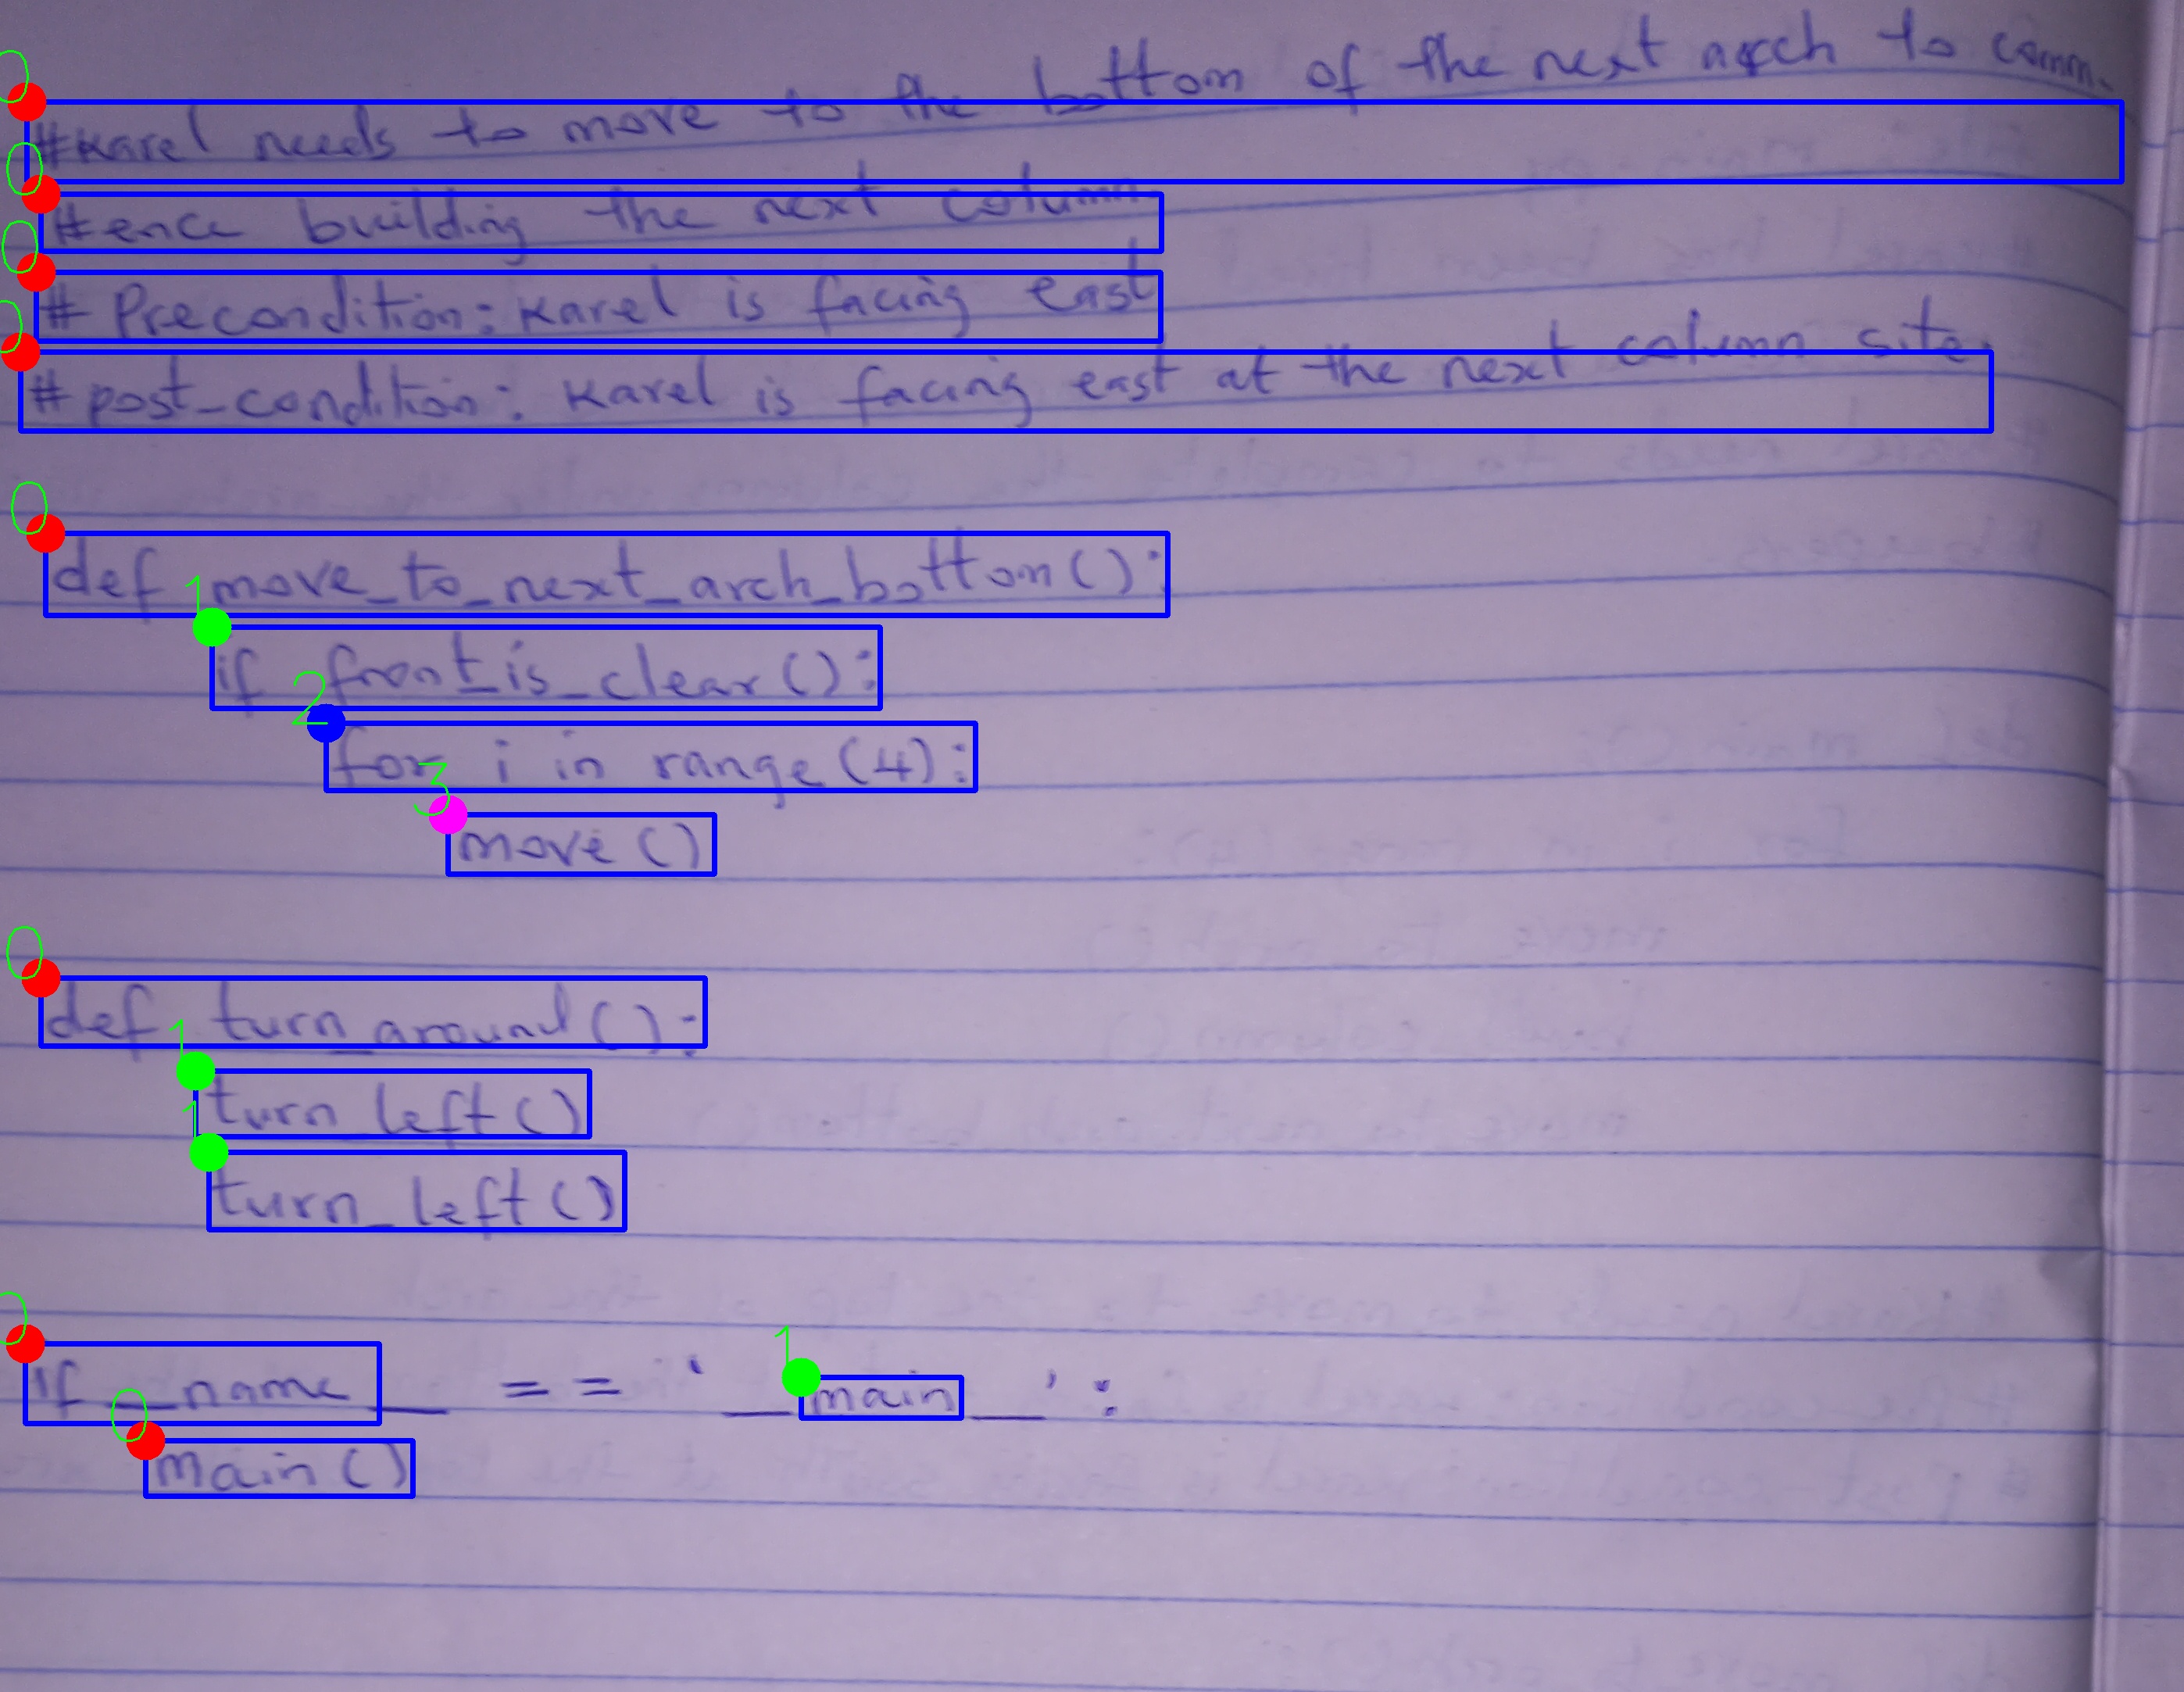 #Karel needs to move to the bottom of the next arch to comm.
#ence building the next column.
# Precondition: Karel is facing east
# post_condition: Karel is facing east at the next column site.
0
0
0
0
0
def move_to_next_arch_bottom():
1
if front_is_clear():
2
for i in range(4):
3
move()
0
def turn_around():
1
turn_left()
1
turn_left()
0
if __name__ == '__main__':
1
0
main()